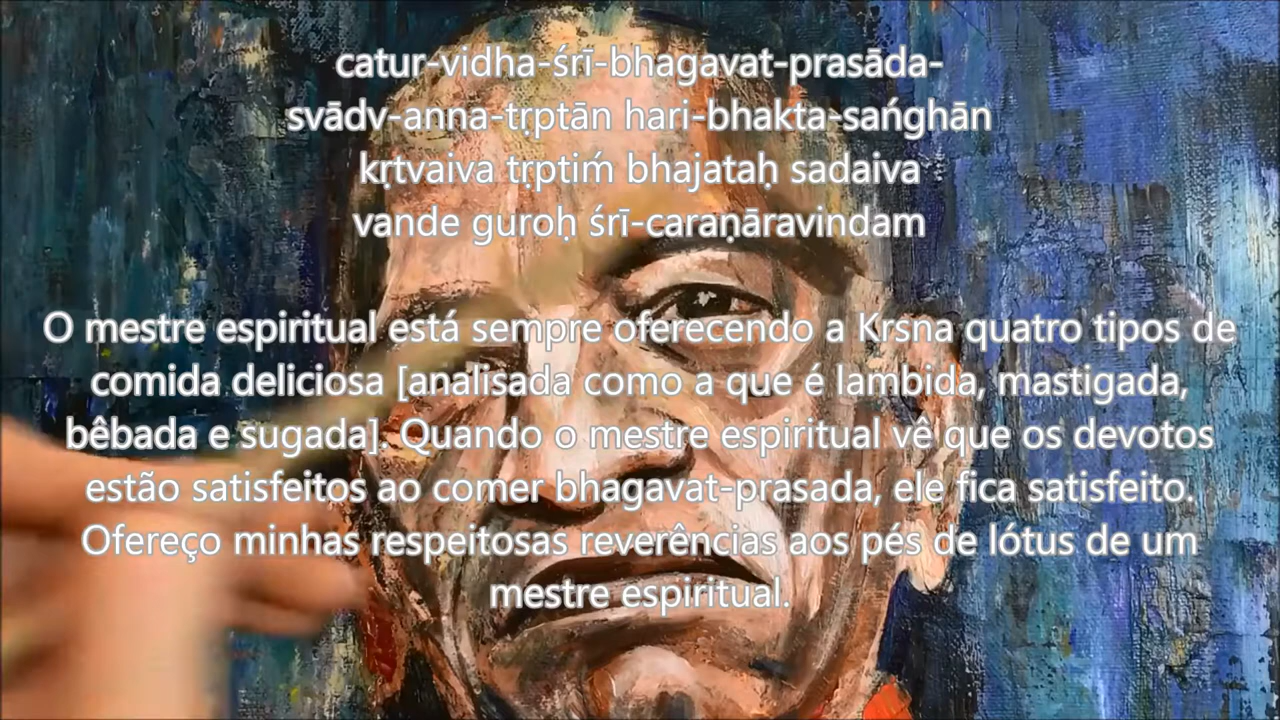 catur-vidha-śrī-bhagavat-prasāda-
svādv-anna-tṛptān hari-bhakta-sańghān
kṛtvaiva tṛptiḿ bhajataḥ sadaiva
vande guroḥ śrī-caraṇāravindam
O mestre espiritual está sempre oferecendo a Krsna quatro tipos de
comida deliciosa [analisada como a que é lambida, mastigada,
bêbada e sugada]. Quando o mestre espiritual vê que os devotos
estão satisfeitos ao comer bhagavat-prasada, ele fica satisfeito.
Ofereço minhas respeitosas reverências aos pés de lótus de um
mestre espiritual.